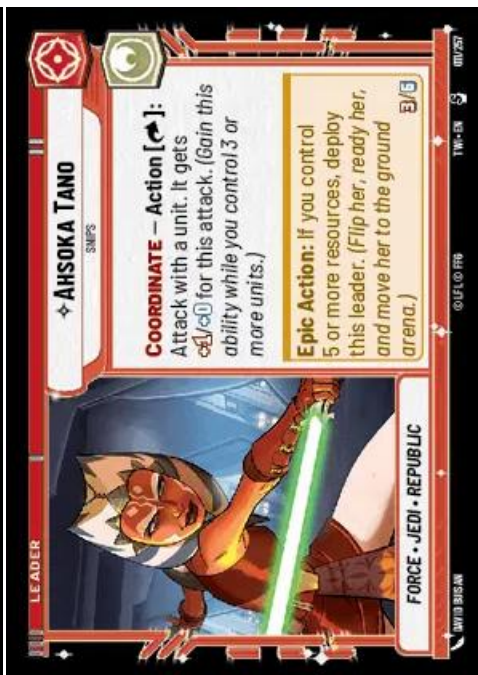 LEADER
AHSOKA TANO
SNIPS
COORDINATE – Action [↷]:
Attack with a unit. It gets
+1/+0 for this attack. (Gain this
ability while you control 3 or
more units.)
Epic Action: If you control
5 or more resources, deploy
this leader. (Flip her, ready her,
and move her to the ground
arena.)
3/6
FORCE • JEDI • REPUBLIC
DAVID BUISAN
© LFL © FFG
TWI • EN
S
011/257